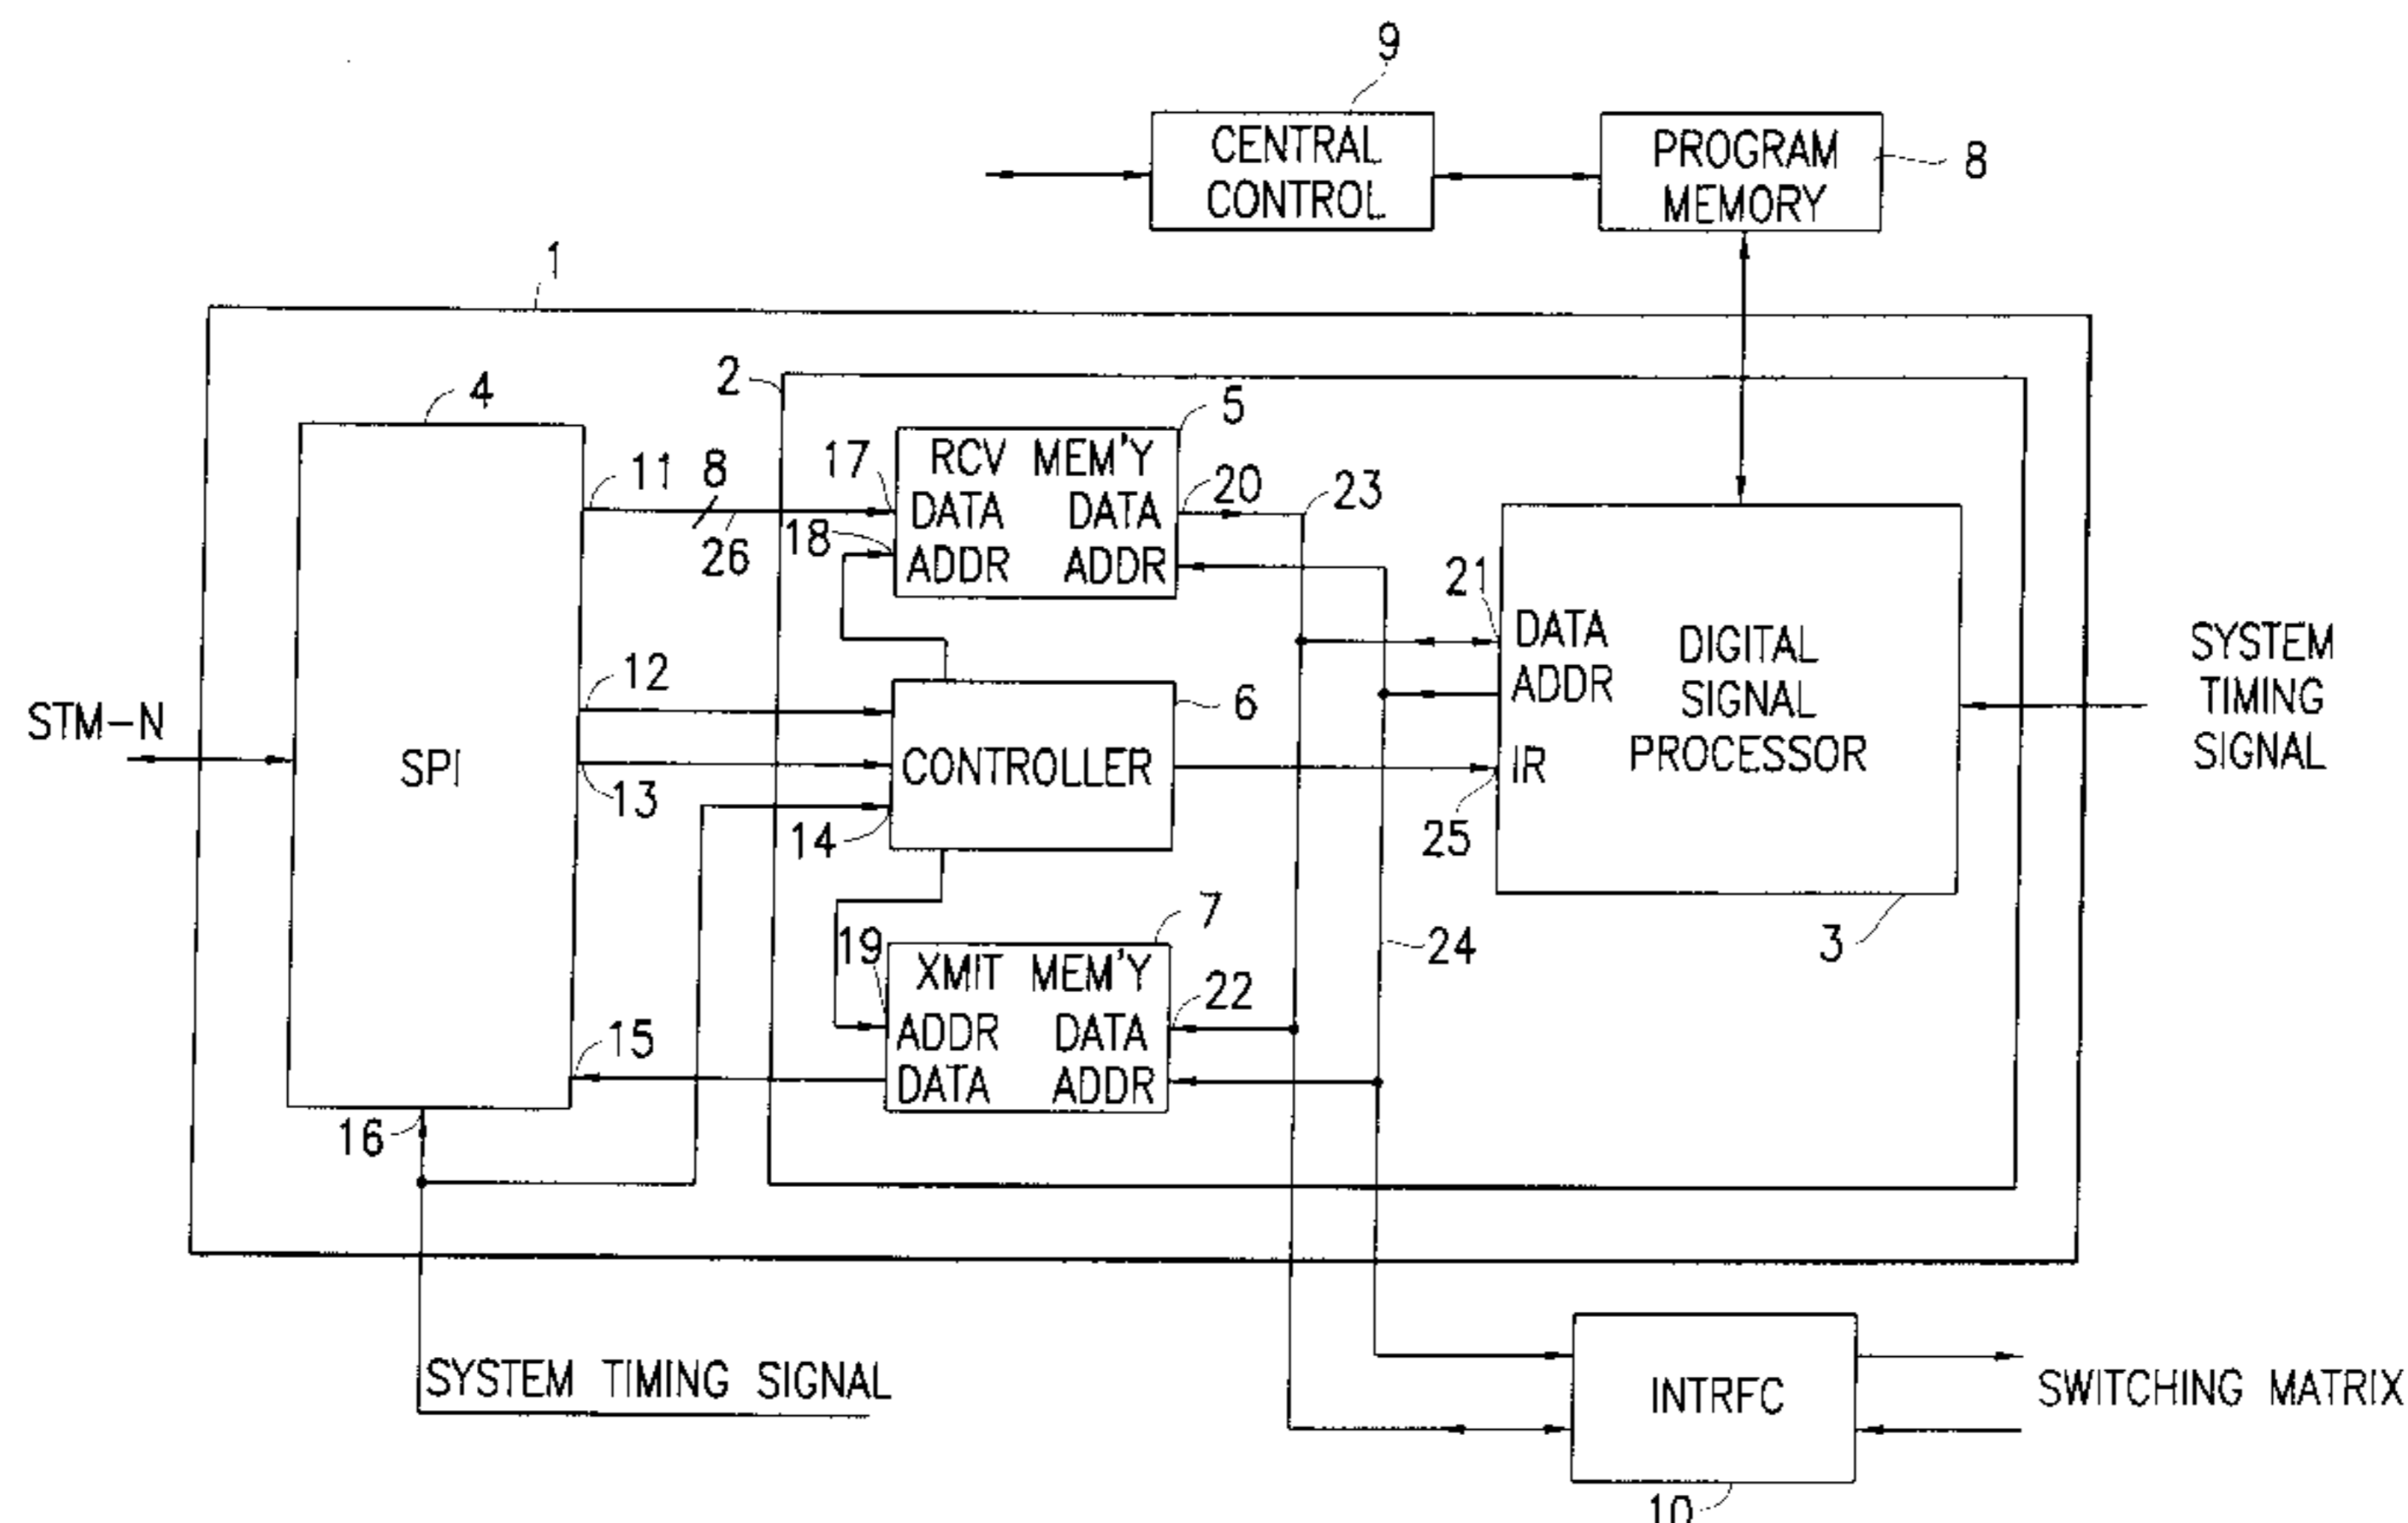 9
CENTRAL
CONTROL
PROGRAM
MEMORY
8
1
2
4
5
11
8
17
RCV MEM'Y
DATA DATA
ADDR ADDR
20
23
26
18
21
DATA
ADDR
IR
DIGITAL
SIGNAL
PROCESSOR
SYSTEM
TIMING
SIGNAL
12
6
STM-N
SPI
CONTROLLER
13
14
25
3
7
24
19
XMIT MEM'Y
22
ADDR DATA
DATA ADDR
15
16
SYSTEM TIMING SIGNAL
INTRFC
SWITCHING MATRIX
10